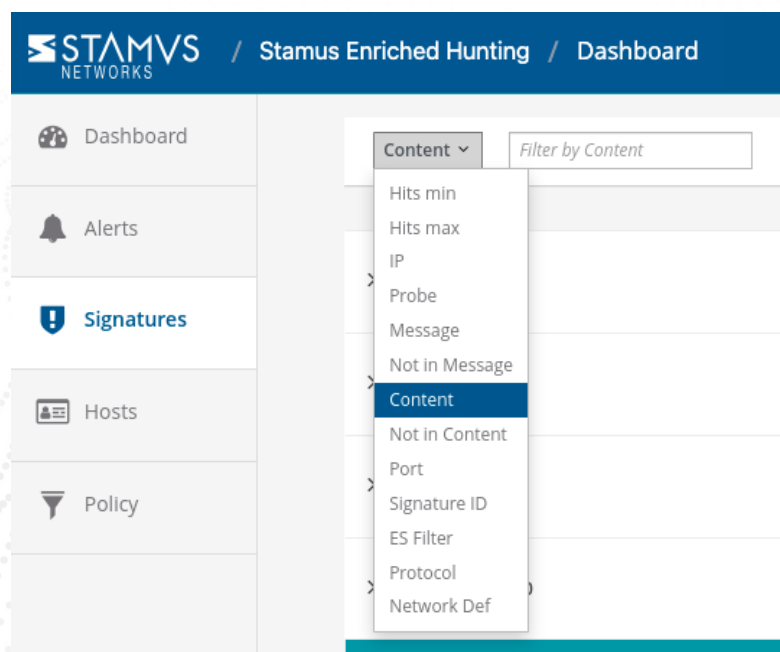 STAMVS NETWORKS / Stamus Enriched Hunting / Dashboard
Dashboard
Alerts
Signatures
Hosts
Policy
Content
Filter by Content
Hits min
Hits max
IP
Probe
Message
Not in Message
Content
Not in Content
Port
Signature ID
ES Filter
Protocol
Network Def